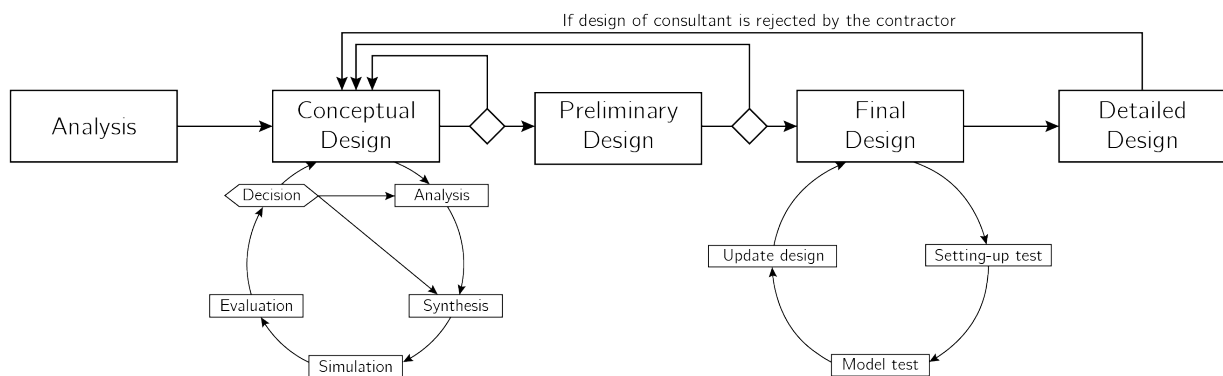 If design of consultant is rejected by the contractor
Analysis
Conceptual
Design
Preliminary
Design
Final
Design
Detailed
Design
Decision
Analysis
Evaluation
Synthesis
Simulation
Update design
Setting-up test
Model test